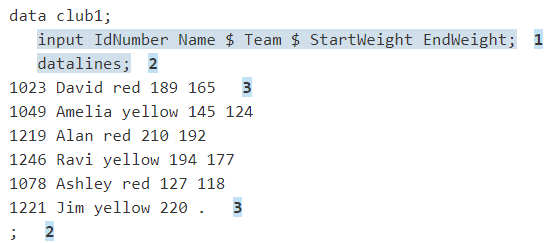 data club1;
input IdNumber Name $ Team $ StartWeight EndWeight; 1
datalines; 2
1023 David red 189 165 3
1049 Amelia yellow 145 124
1219 Alan red 210 192
1246 Ravi yellow 194 177
1078 Ashley red 127 118
1221 Jim yellow 220 . 3
; 2